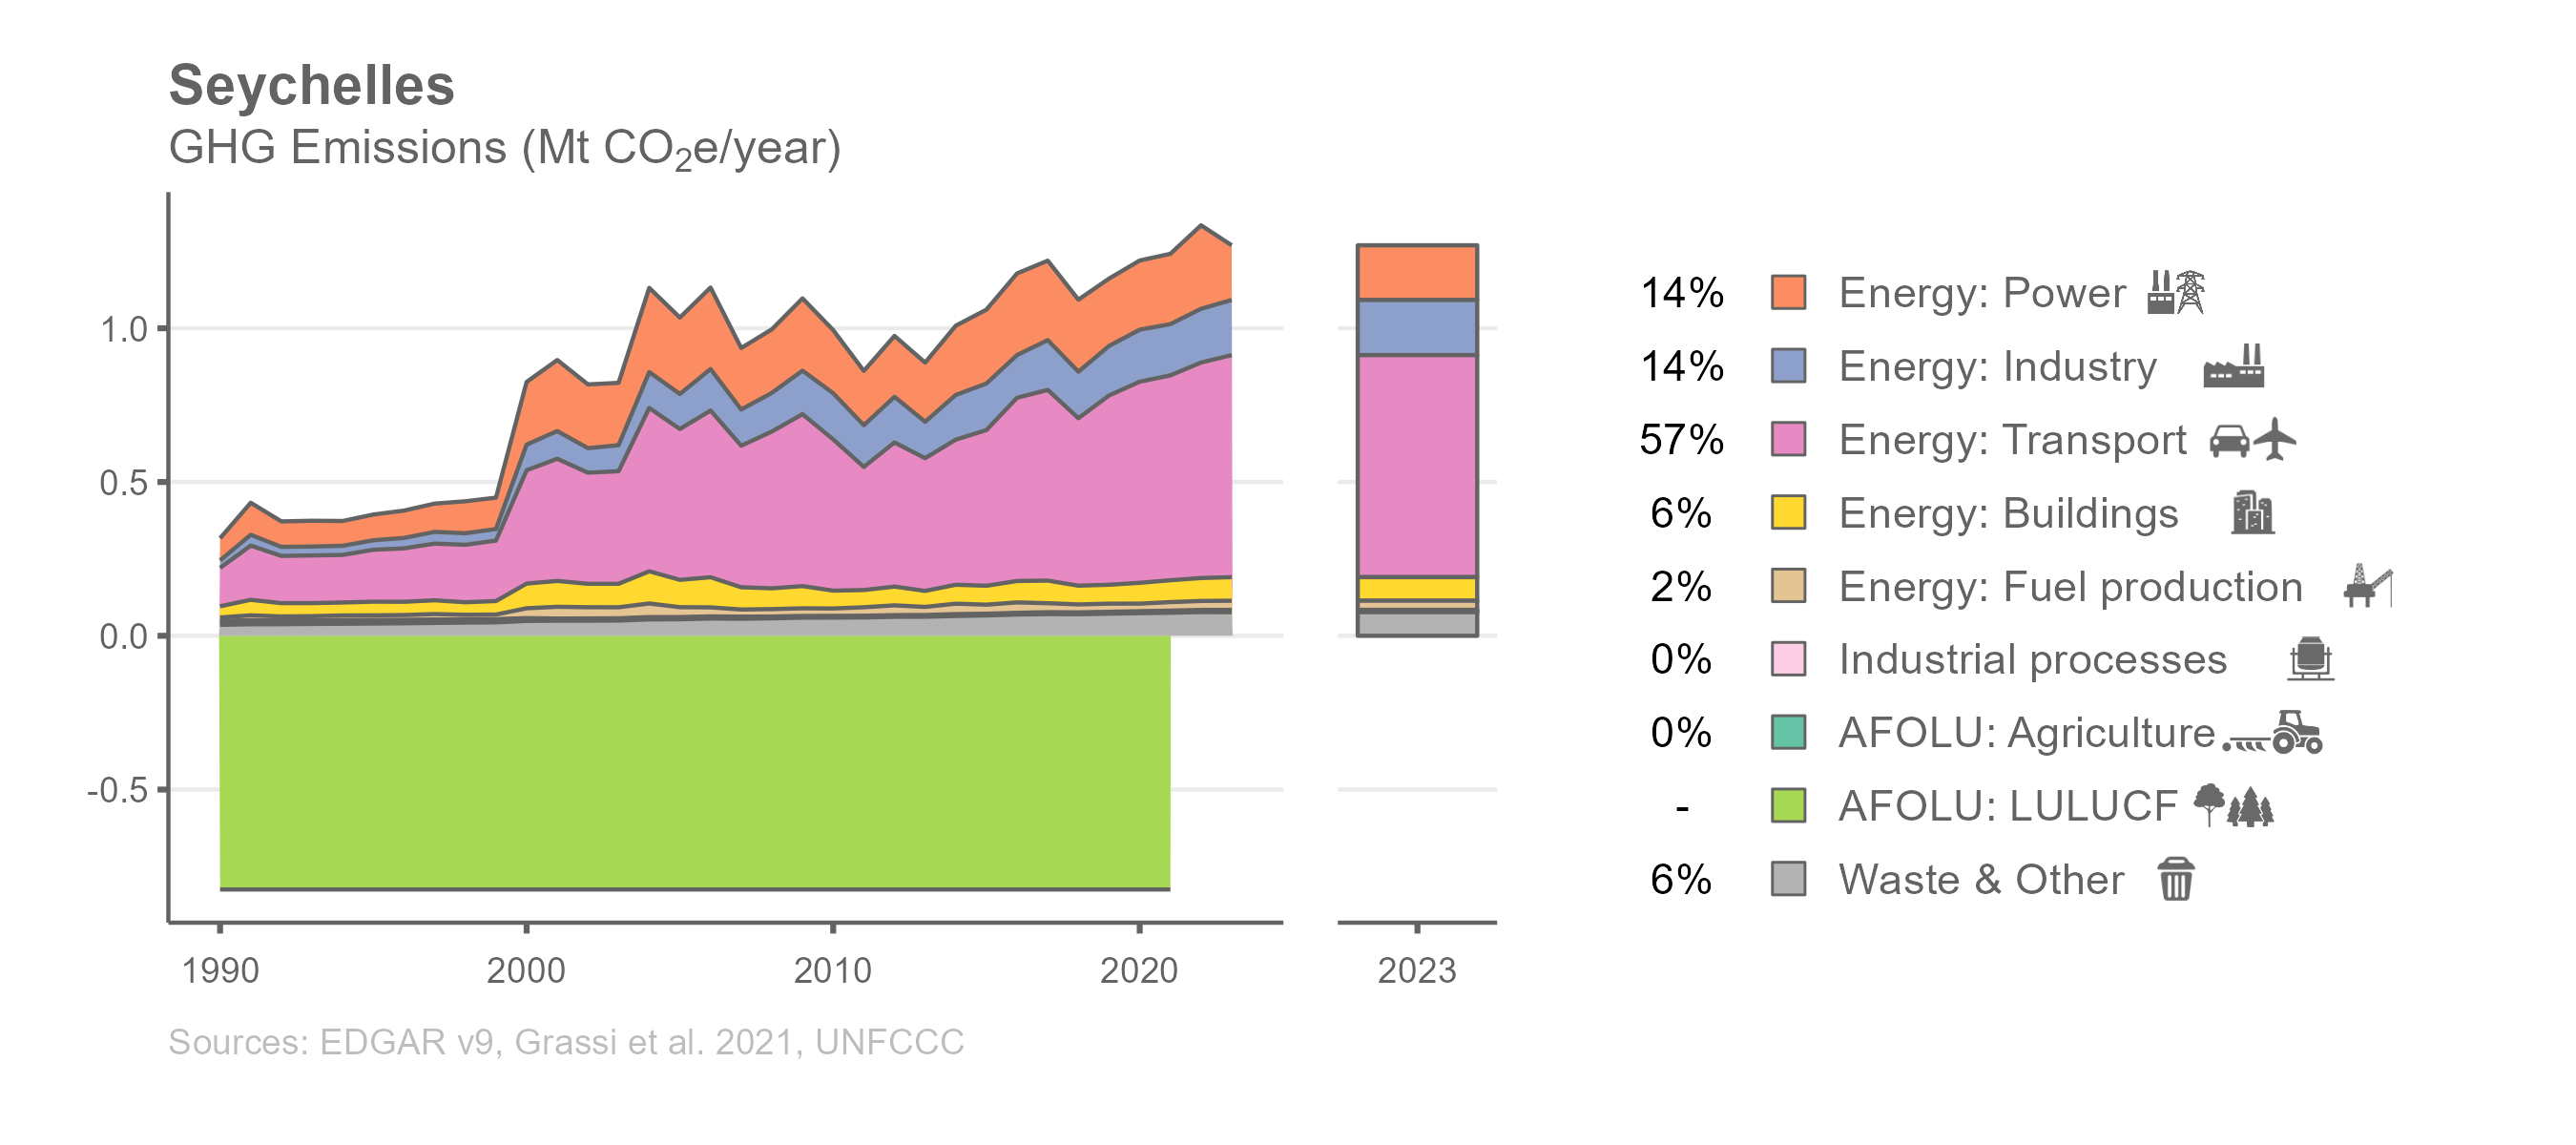 Seychelles
GHG Emissions (Mt CO₂e/year)
1.0
0.5
0.0
-0.5
1990 2000 2010 2020 2023
14% Energy: Power
14% Energy: Industry
57% Energy: Transport
6% Energy: Buildings
2% Energy: Fuel production
0% Industrial processes
0% AFOLU: Agriculture
- AFOLU: LULUCF
6% Waste & Other
Sources: EDGAR v9, Grassi et al. 2021, UNFCCC